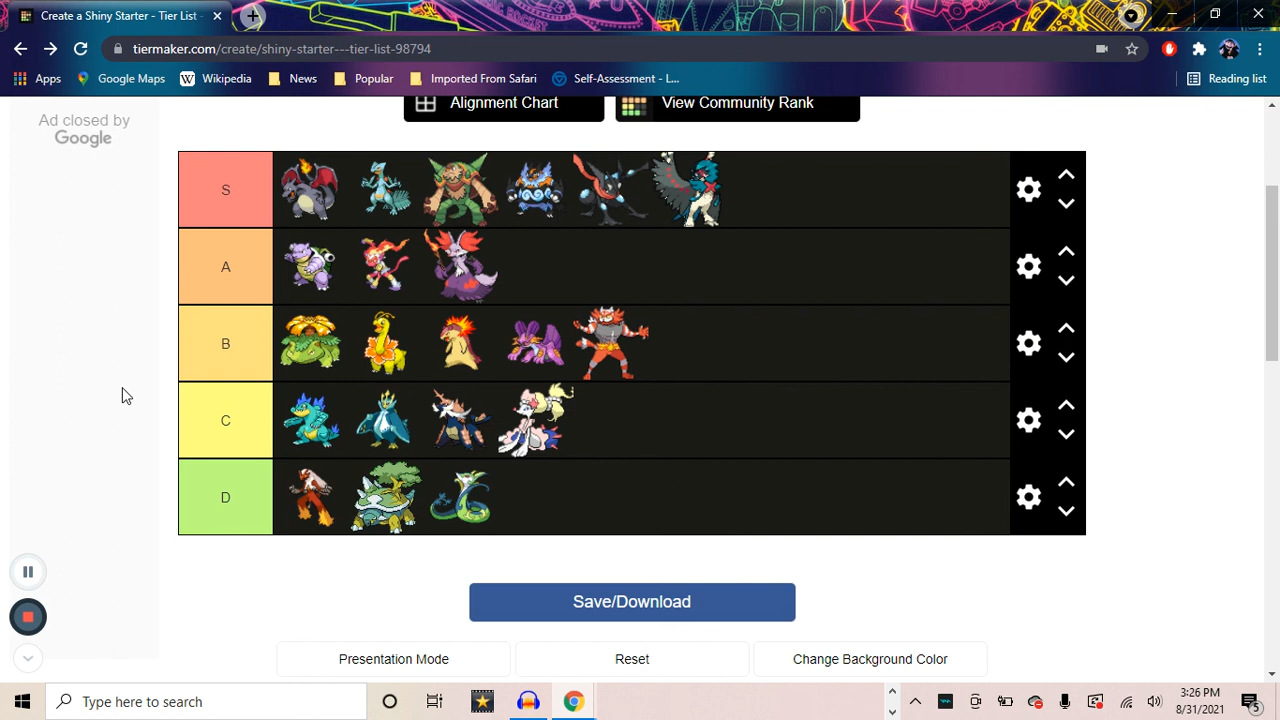 Create a Shiny Starter - Tier List -
tiermaker.com/create/shiny-starter---tier-list-98794
Apps Google Maps Wikipedia News Popular Imported From Safari Self-Assessment - L... Reading list
Alignment Chart View Community Rank
Ad closed by
Google
S
A
B
C
D
Save/Download
Presentation Mode Reset Change Background Color
Type here to search
3:26 PM
8/31/2021
5